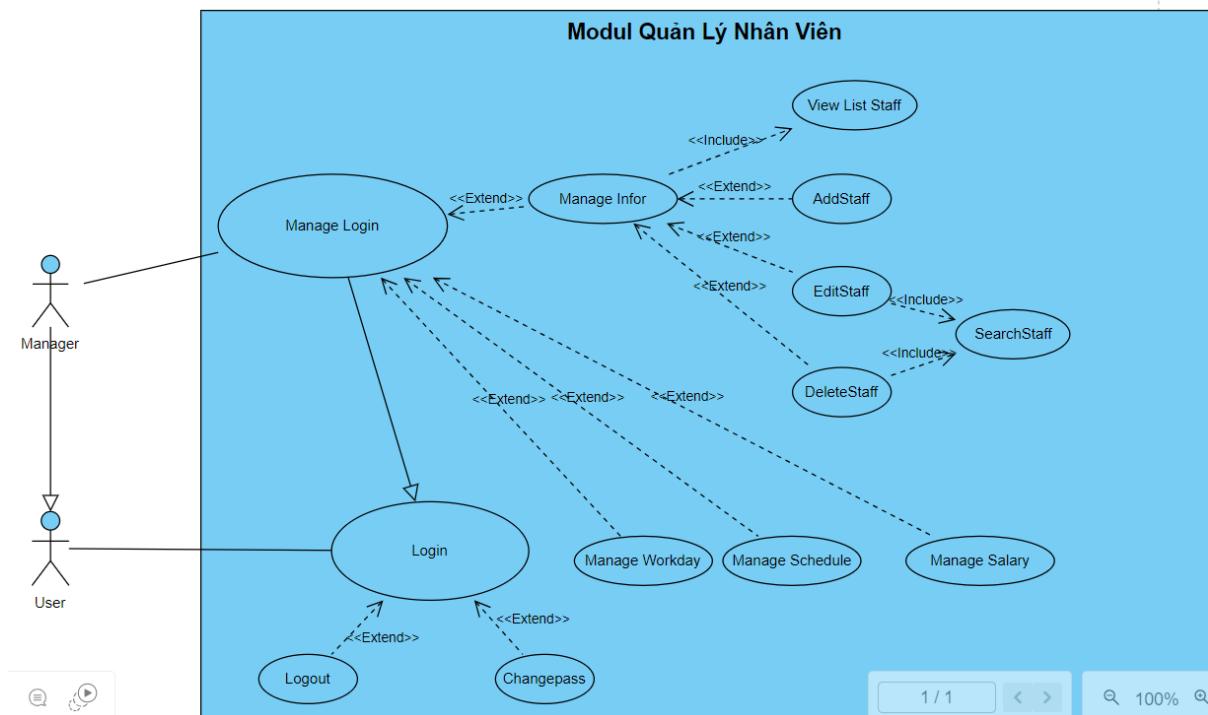 Modul Quản Lý Nhân Viên
View List Staff
<<Include>>
<<Extend>>
Manage Infor
<<Extend>>
AddStaff
Manage Login
<<Extend>>
<<Extend>>
EditStaff
<<Include>>
SearchStaff
Manager
<<Include>>
DeleteStaff
<<Extend>>
<<Extend>>
<<Extend>>
Login
Manage Workday
Manage Schedule
Manage Salary
User
<<Extend>>
<<Extend>>
Logout
Changepass
1 / 1
100%